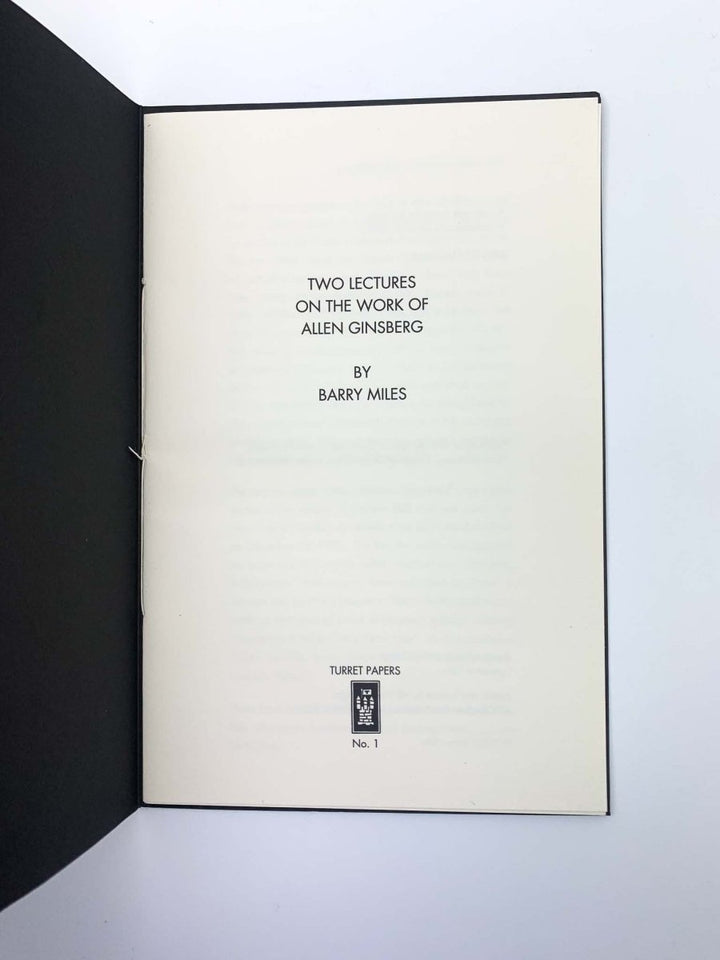 TWO LECTURES
ON THE WORK OF
ALLEN GINSBERG
BY
BARRY MILES
TURRET PAPERS
No. 1